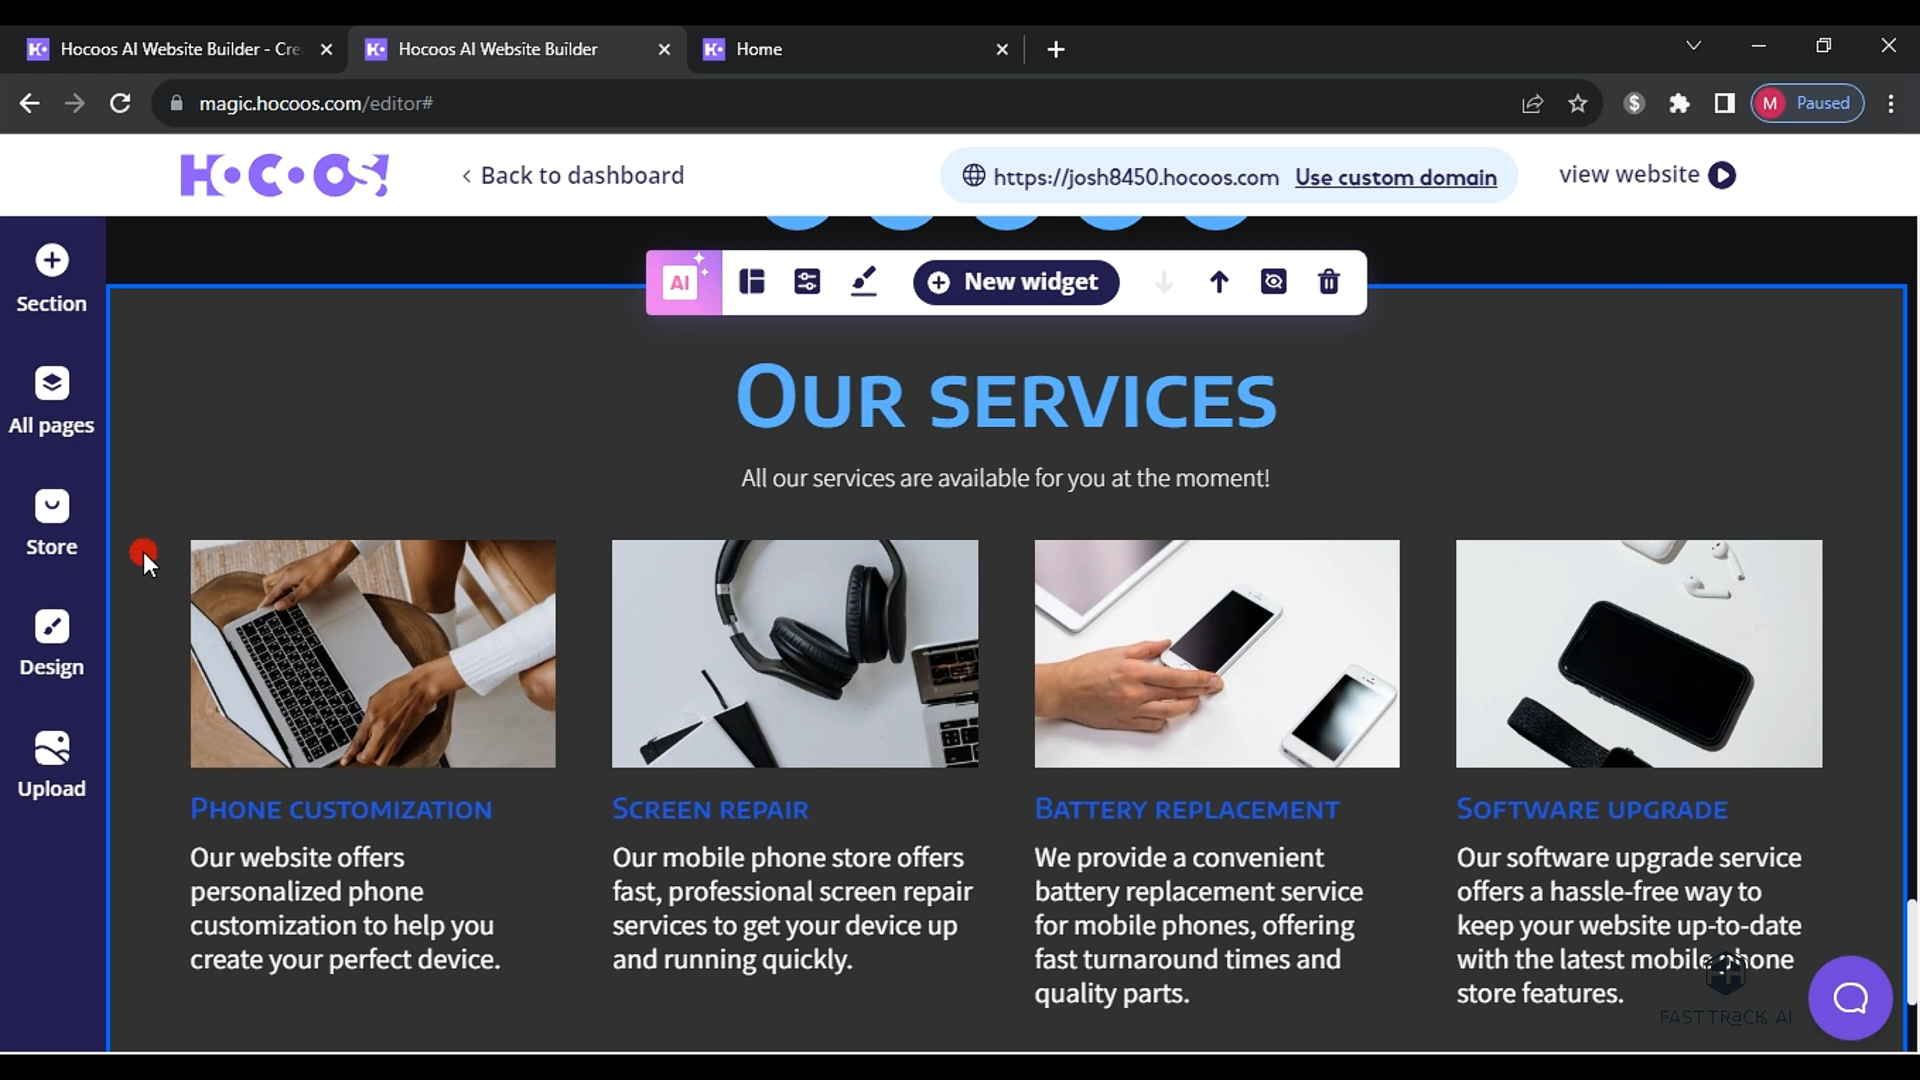 Hocoos AI Website Builder - Cre
Hocoos AI Website Builder
Home
magic.hocoos.com/editor#
$
M Paused
HOCOOS!
< Back to dashboard
https://josh8450.hocoos.com Use custom domain
view website
Section
All pages
Store
Design
Upload
AI
New widget
OUR SERVICES
All our services are available for you at the moment!
PHONE CUSTOMIZATION
Our website offers
personalized phone
customization to help you
create your perfect device.
SCREEN REPAIR
Our mobile phone store offers
fast, professional screen repair
services to get your device up
and running quickly.
BATTERY REPLACEMENT
We provide a convenient
battery replacement service
for mobile phones, offering
fast turnaround times and
quality parts.
SOFTWARE UPGRADE
Our software upgrade service
offers a hassle-free way to
keep your website up-to-date
with the latest mobile phone
store features.
FASTTRaCK AI